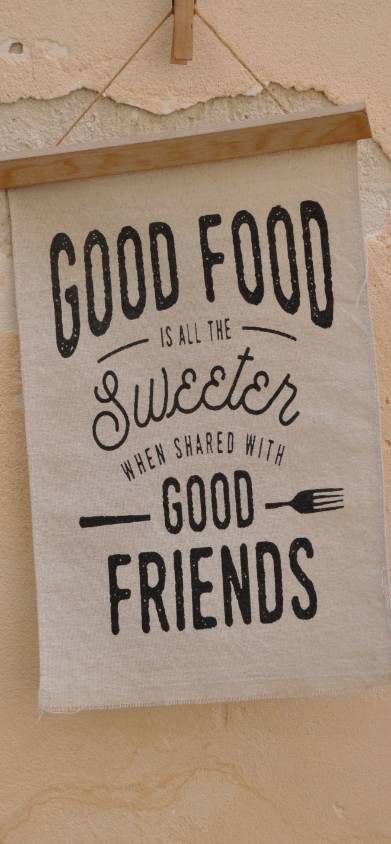 GOOD FOOD
IS ALL THE
Sweeter
WHEN SHARED WITH
GOOD
FRIENDS